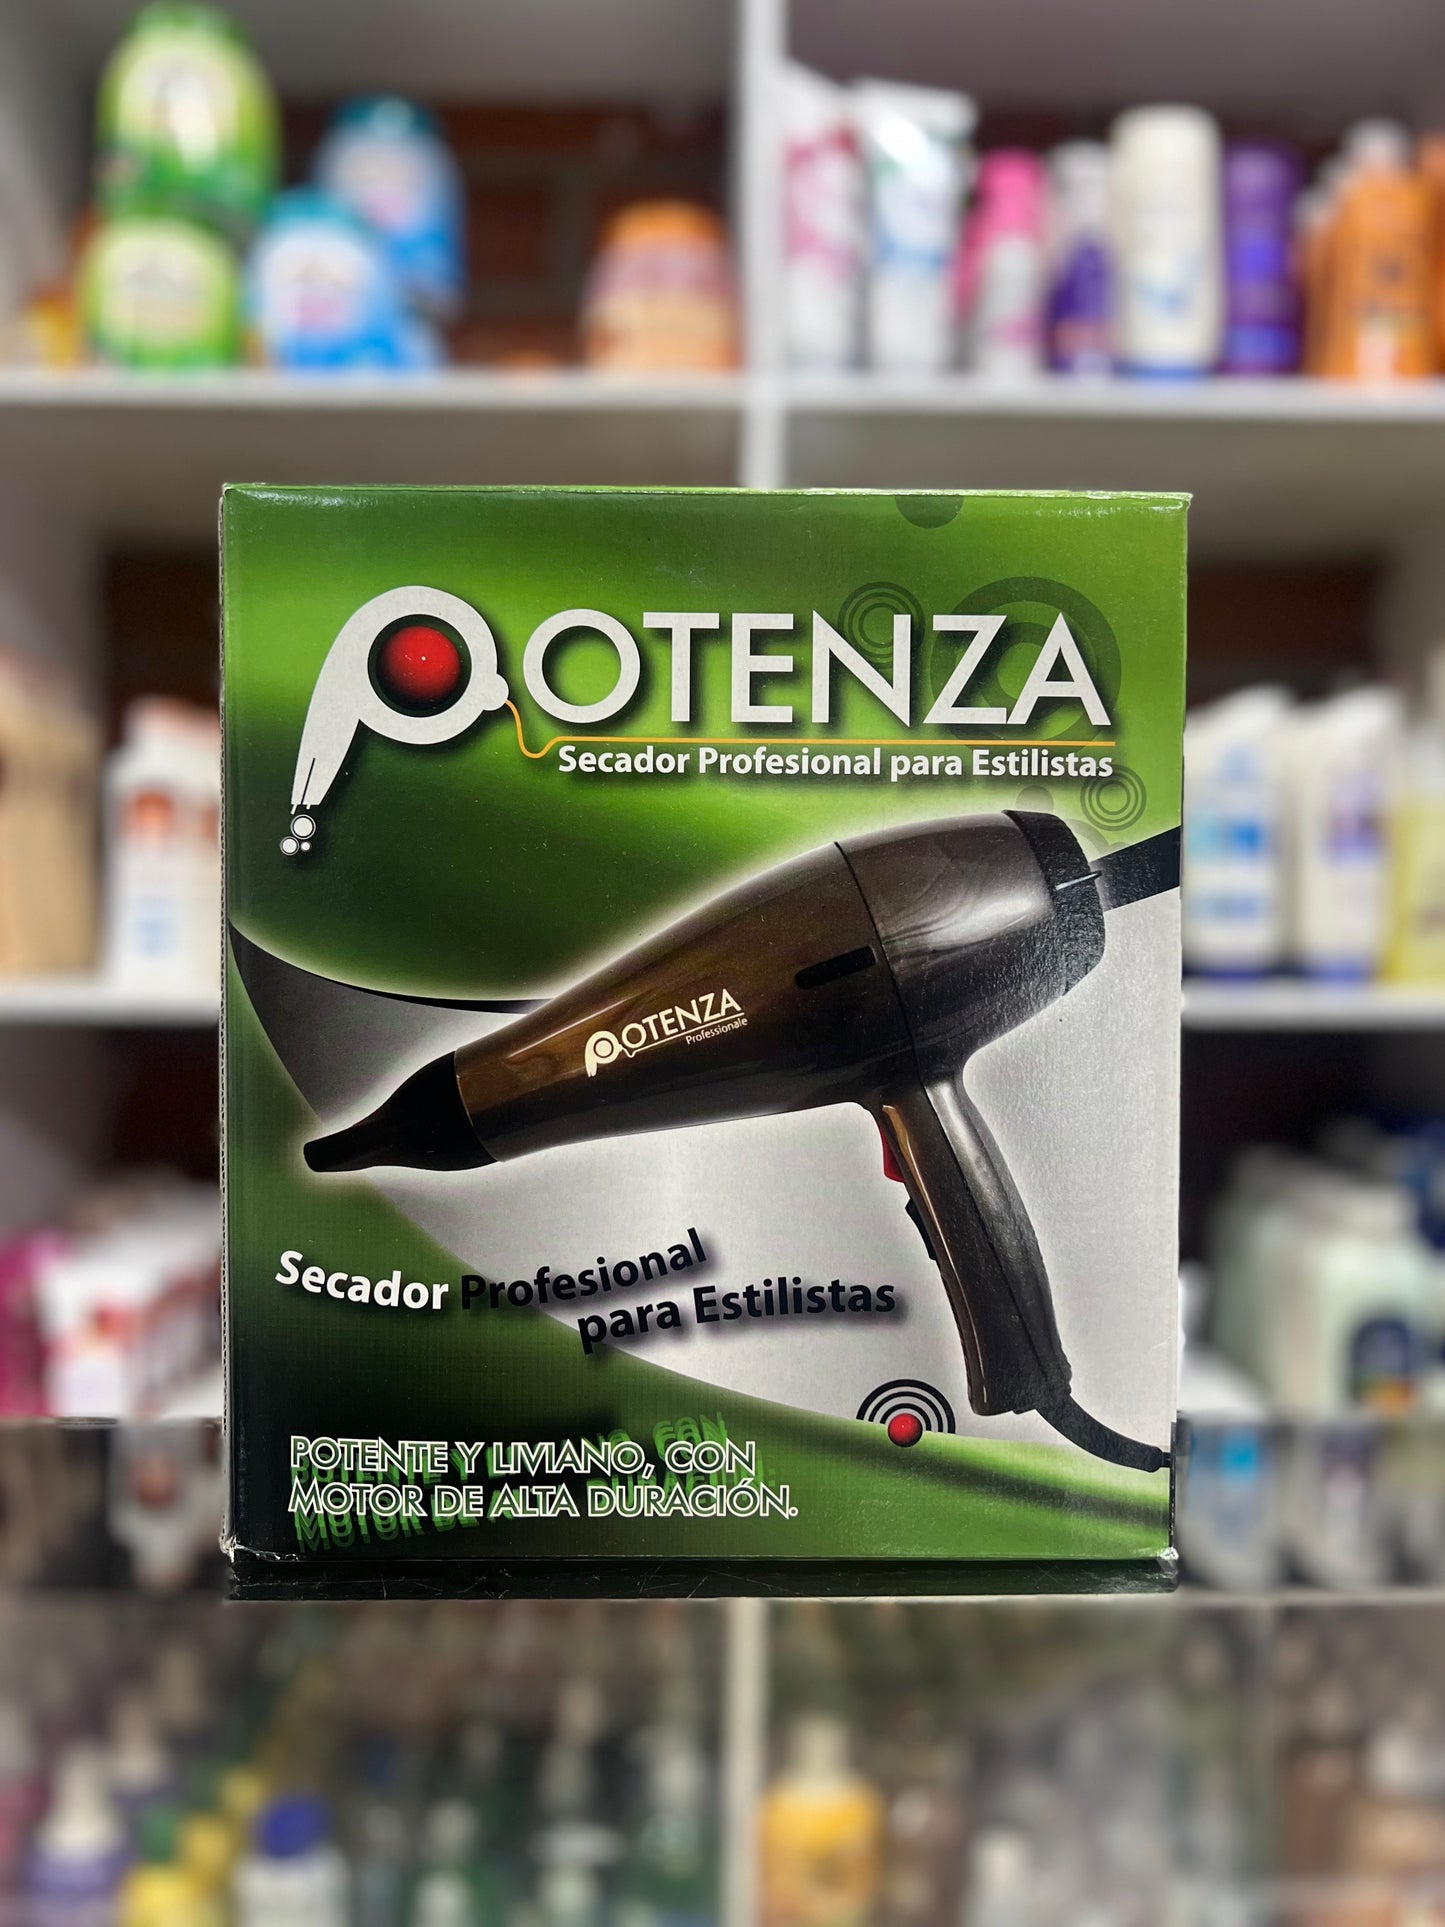 POTENZA
Secador Profesional para Estilistas
POTENZA
Professionale
Secador Profesional
para Estilistas
POTENTE Y LIVIANO, CON
MOTOR DE ALTA DURACIÓN.